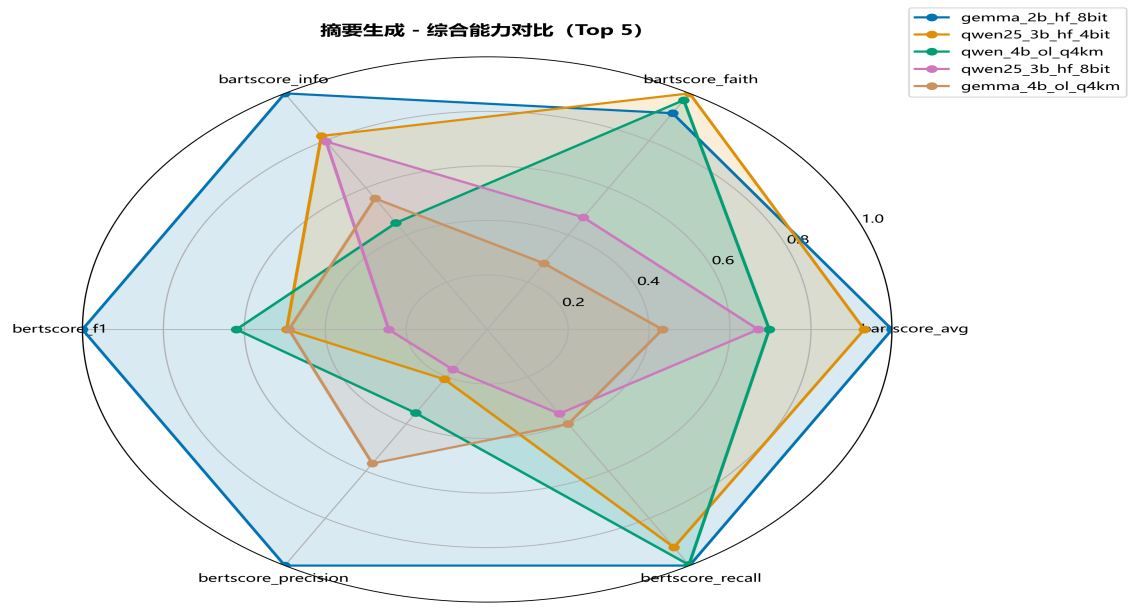 摘要生成 - 综合能力对比 (Top 5)
gemma_2b_hf_8bit
qwen25_3b_hf_4bit
qwen_4b_ol_q4km
qwen25_3b_hf_8bit
gemma_4b_ol_q4km
bartscore_info
bartscore_faith
1.0
0.8
0.6
0.4
0.2
bertscore_f1
bartscore_avg
bertscore_precision
bertscore_recall